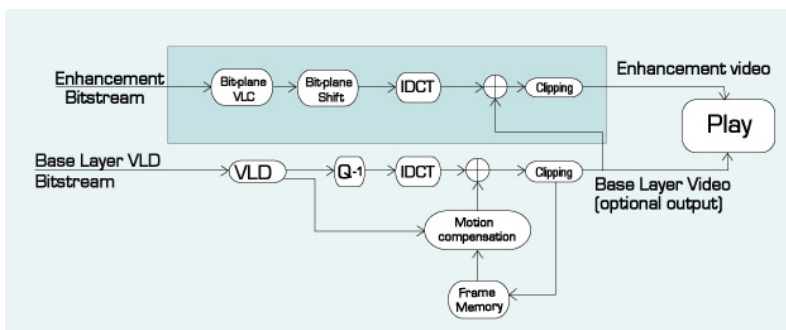 Enhancement
Bitstream
Bit-plane
VLC
Bit-plane
Shift
IDCT
Clipping
Enhancement video
Play
Base Layer VLD
Bitstream
VLD
Q-1
IDCT
Clipping
Base Layer Video
(optional output)
Motion
compensation
Frame
Memory